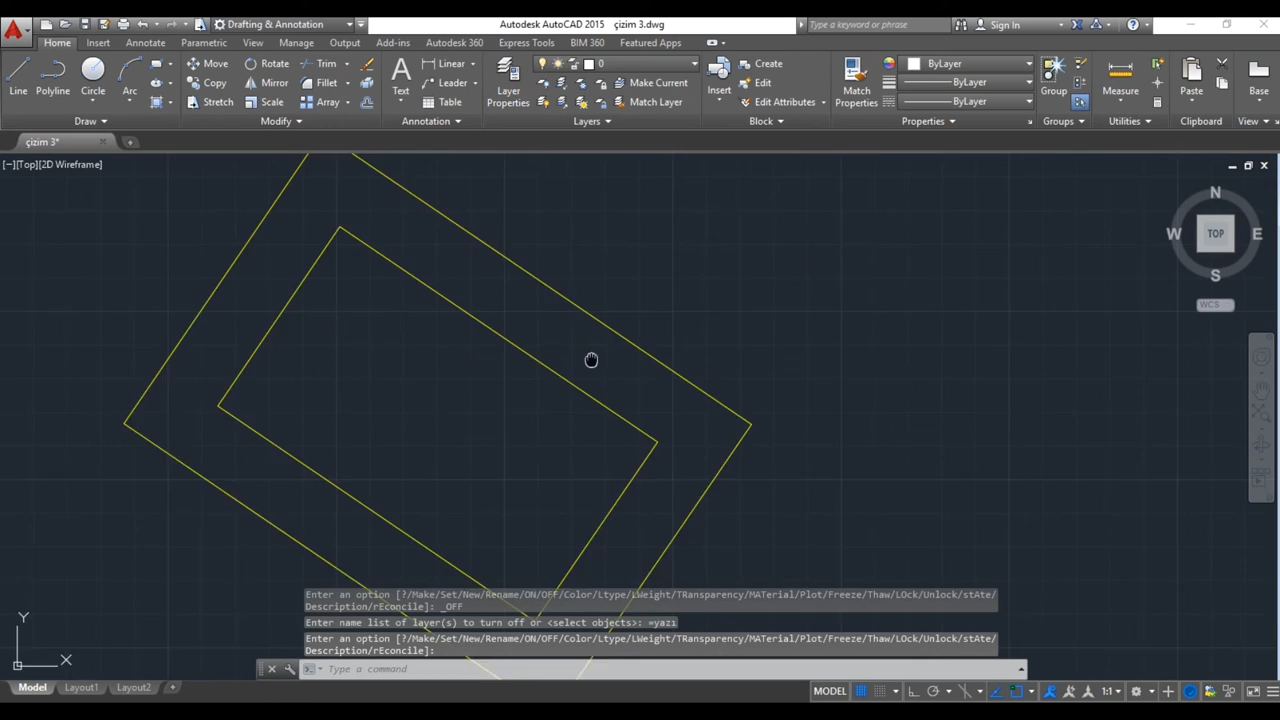 Drafting & Annotation
Autodesk AutoCAD 2015 çizim 3.dwg
Type a keyword or phrase
Sign In
Home Insert Annotate Parametric View Manage Output Add-ins Autodesk 360 Express Tools BIM 360 Featured Apps
Line Polyline Circle Arc
Move Rotate Trim
Copy Mirror Fillet
Stretch Scale Array
Text
Linear
Leader
Table
Layer Properties
0
Make Current
Match Layer
Insert
Create
Edit
Edit Attributes
Match Properties
ByLayer
ByLayer
ByLayer
Group
Measure
Paste
Base
Draw Modify Annotation Layers Block Properties Groups Utilities Clipboard View
çizim 3*
[−][Top][2D Wireframe]
N
W TOP E
S
WCS
Enter an option [?/Make/Set/New/Rename/ON/OFF/Color/Ltype/LWeight/TRansparency/MATerial/Plot/Freeze/Thaw/LOck/Unlock/stAte/
Description/rEconcile]: _OFF
Enter name list of layer(s) to turn off or <select objects>: =yazı
Enter an option [?/Make/Set/New/Rename/ON/OFF/Color/Ltype/LWeight/TRansparency/MATerial/Plot/Freeze/Thaw/LOck/Unlock/stAte/
Description/rEconcile]:
Y
X
Type a command
Model Layout1 Layout2 +
MODEL 1:1